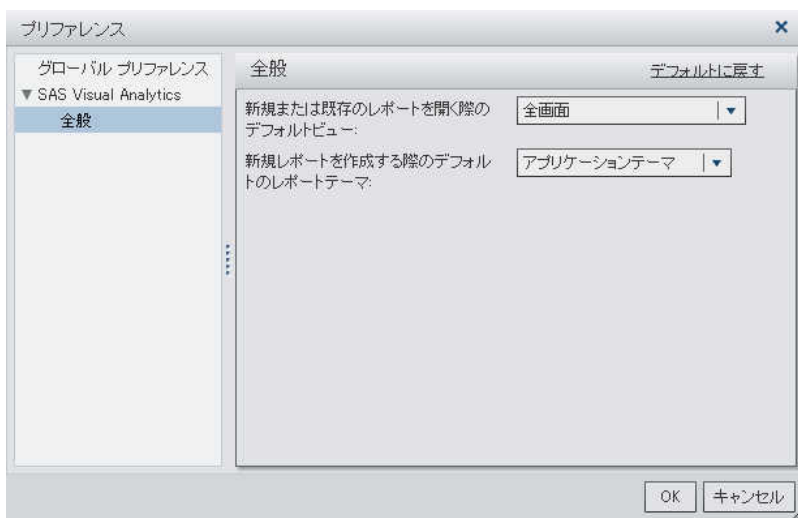 プリファレンス
グローバル プリファレンス
SAS Visual Analytics
全般
全般
デフォルトに戻す
新規または既存のレポートを開く際の
デフォルトビュー:
全画面
新規レポートを作成する際のデフォル
トのレポートテーマ:
アプリケーションテーマ
OK
キャンセル